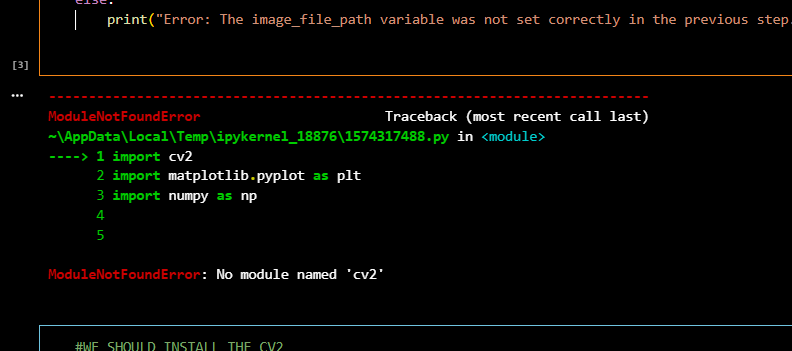 else:
print("Error: The image_file_path variable was not set correctly in the previous step.
[3]
...
---------------------------------------------------------------------------
ModuleNotFoundError                       Traceback (most recent call last)
~\AppData\Local\Temp\ipykernel_18876\1574317488.py in <module>
----> 1 import cv2
      2 import matplotlib.pyplot as plt
      3 import numpy as np
      4
      5
ModuleNotFoundError: No module named 'cv2'
#WE SHOULD INSTALL THE CV2